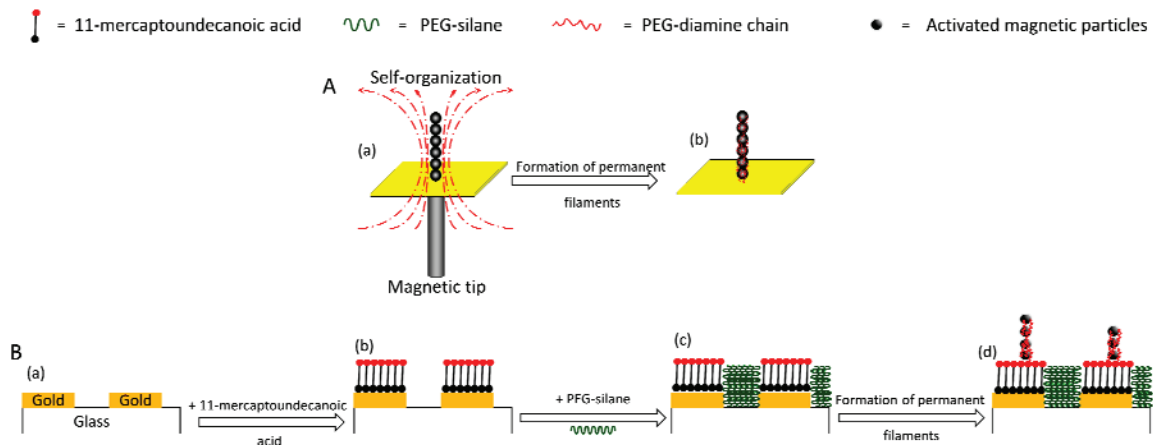 = 11-mercaptoundecanoic acid
= PEG-silane
= PEG-diamine chain
= Activated magnetic particles
A
Self-organization
(a)
Formation of permanent
filaments
(b)
Magnetic tip
B
(a)
Gold Gold
Glass
+ 11-mercaptoundecanoic
acid
(b)
+ PFG-silane
(c)
Formation of permanent
filaments
(d)